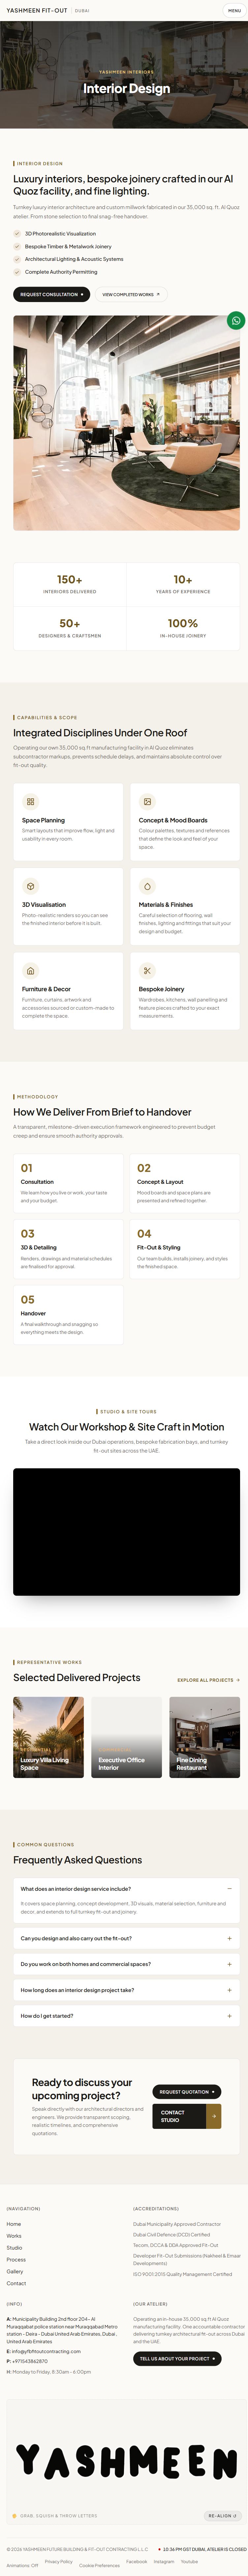 YASHMEEN FIT-OUT DUBAI
MENU
YASHMEEN INTERIORS
Interior Design
INTERIOR DESIGN
Luxury interiors, bespoke joinery crafted in our Al
Quoz facility, and fine lighting.
Turnkey luxury interior architecture and custom millwork fabricated in our 35,000 sq. ft. Al Quoz
atelier. From stone selection to final snag-free handover.
3D Photorealistic Visualization
Bespoke Timber & Metalwork Joinery
Architectural Lighting & Acoustic Systems
Complete Authority Permitting
REQUEST CONSULTATION
VIEW COMPLETED WORKS ↗
150+
INTERIORS DELIVERED
10+
YEARS OF EXPERIENCE
50+
DESIGNERS & CRAFTSMEN
100%
IN-HOUSE JOINERY
CAPABILITIES & SCOPE
Integrated Disciplines Under One Roof
Operating our own 35,000 sq.ft manufacturing facility in Al Quoz eliminates
subcontractor markups, prevents schedule delays, and maintains absolute control over
fit-out quality.
Space Planning
Smart layouts that improve flow, light and
usability in every room.
Concept & Mood Boards
Colour palettes, textures and references
that define the look and feel of your
space.
3D Visualisation
Photo-realistic renders so you can see
the finished interior before it is built.
Materials & Finishes
Careful selection of flooring, wall
finishes, lighting and fittings that suit your
design and budget.
Furniture & Decor
Furniture, curtains, artwork and
accessories sourced or custom-made to
complete the space.
Bespoke Joinery
Wardrobes, kitchens, wall panelling and
feature pieces crafted to your exact
measurements.
METHODOLOGY
How We Deliver From Brief to Handover
A transparent, milestone-driven execution framework engineered to prevent budget
creep and ensure smooth authority approvals.
01
Consultation
We learn how you live or work, your taste
and your budget.
02
Concept & Layout
Mood boards and space plans are
presented and refined together.
03
3D & Detailing
Renders, drawings and material schedules
are finalised for approval.
04
Fit-Out & Styling
Our team builds, installs joinery, and styles
the finished space.
05
Handover
A final walkthrough and snagging so
everything meets the design.
STUDIO & SITE TOURS
Watch Our Workshop & Site Craft in Motion
Take a direct look inside our Dubai operations, bespoke fabrication bays, and turnkey
fit-out sites across the UAE.
REPRESENTATIVE WORKS
Selected Delivered Projects
EXPLORE ALL PROJECTS →
RESIDENTIAL
Luxury Villa Living
Space
Executive Office
Interior
Fine Dining
Restaurant
COMMON QUESTIONS
Frequently Asked Questions
What does an interior design service include? −
It covers space planning, concept development, 3D visuals, material selection, furniture and
decor, and extends to full turnkey fit-out and joinery.
Can you design and also carry out the fit-out? +
Do you work on both homes and commercial spaces? +
How long does an interior design project take? +
How do I get started? +
Ready to discuss your
upcoming project?
Speak directly with our architectural directors and
engineers. We provide transparent scoping,
realistic timelines, and comprehensive
quotations.
REQUEST QUOTATION
CONTACT
STUDIO
→
(NAVIGATION)
Home
Works
Studio
Process
Gallery
Contact
(ACCREDITATIONS)
Dubai Municipality Approved Contractor
Dubai Civil Defence (DCD) Certified
Tecom, DCCA & DDA Approved Fit-Out
Developer Fit-Out Submissions (Nakheel & Emaar
Developments)
ISO 9001:2015 Quality Management Certified
(INFO)
A: Municipality Building 2nd floor 204- Al
Muraqqabat police station near Muraqqabad Metro
station - Deira - Dubai United Arab Emirates, Dubai,
United Arab Emirates
E: info@yfbfitoutcontracting.com
P: +971543862870
H: Monday to Friday, 8:30am - 6:00pm
(OUR ATELIER)
Operating an in-house 35,000 sq.ft Al Quoz
manufacturing facility. One accountable contractor
delivering turnkey architectural fit-out across Dubai
and the UAE.
TELL US ABOUT YOUR PROJECT
YASHMEEN
GRAB, SQUISH & THROW LETTERS
RE-ALIGN
© 2026 YASHMEEN FUTURE BUILDING & FIT-OUT CONTRACTING L.L.C
10:36 PM GST DUBAI, ATELIER IS CLOSED
Animations: Off
Privacy Policy
Cookie Preferences
Facebook
Instagram
Youtube